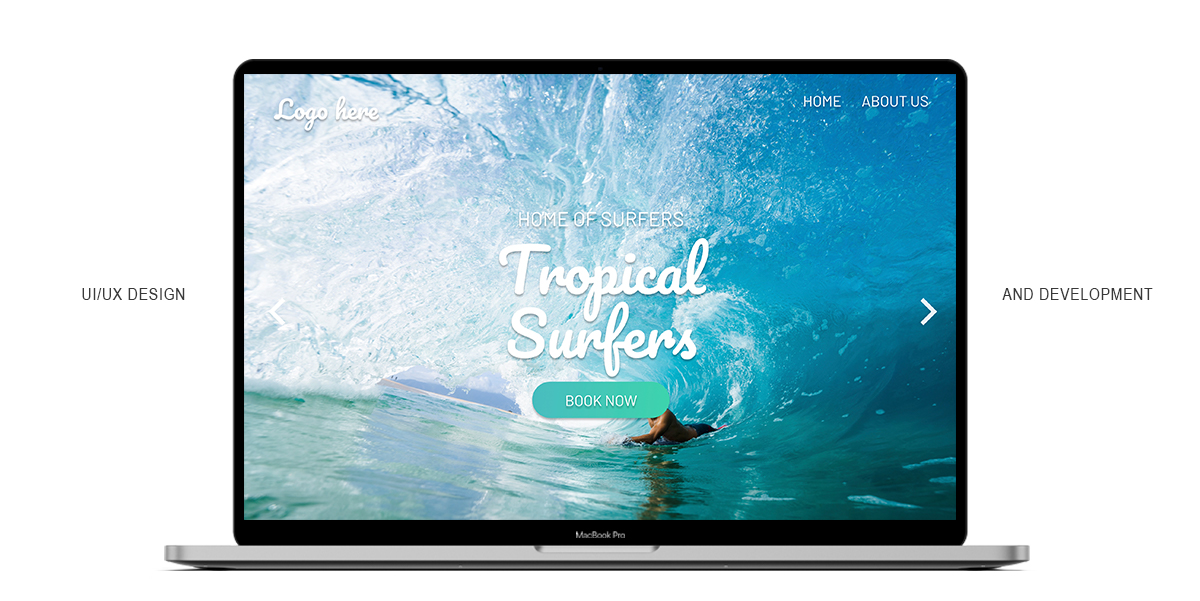 Logo here
HOME ABOUT US
HOME OF SURFERS
Tropical
Surfers
UI/UX DESIGN
AND DEVELOPMENT
BOOK NOW
MacBook Pro